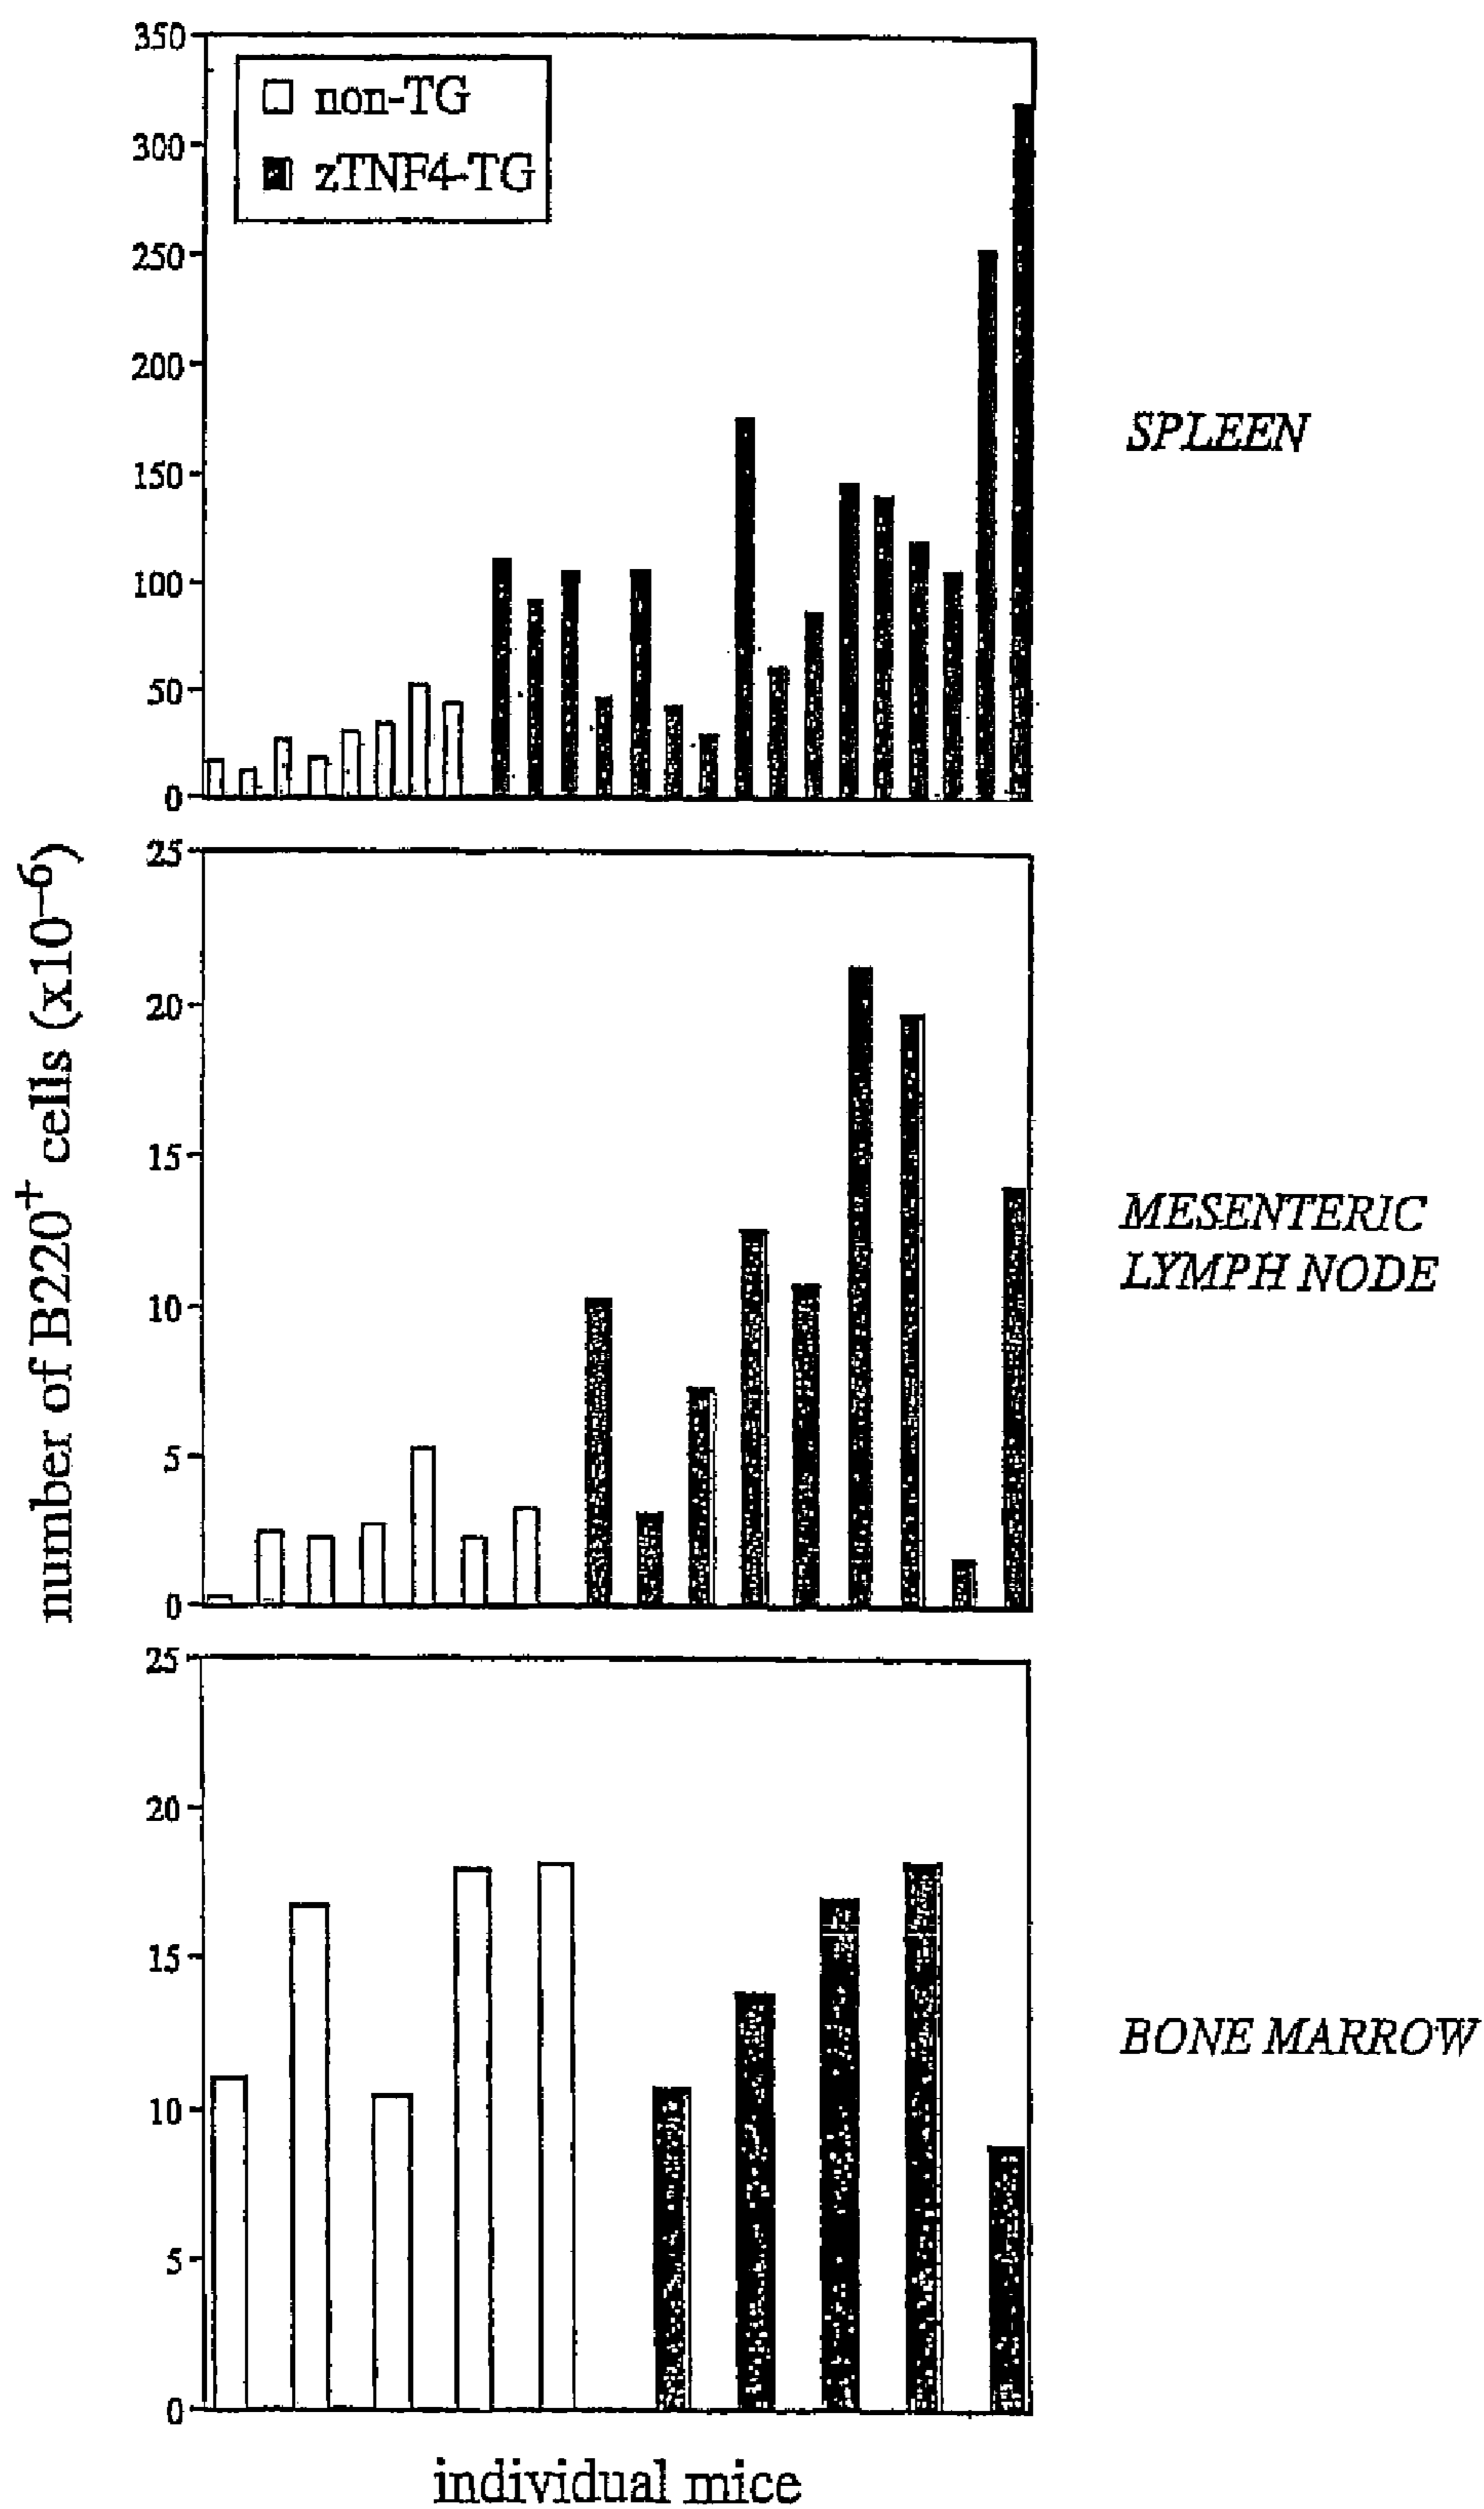 350
300
250
200
150
100
50
0
non-TG
zTNF4-TG
SPLEEN
number of B220⁺ cells (x10⁻⁶)
25
20
15
10
5
0
MESENTERIC
LYMPH NODE
25
20
15
10
5
0
BONE MARROW
individual mice